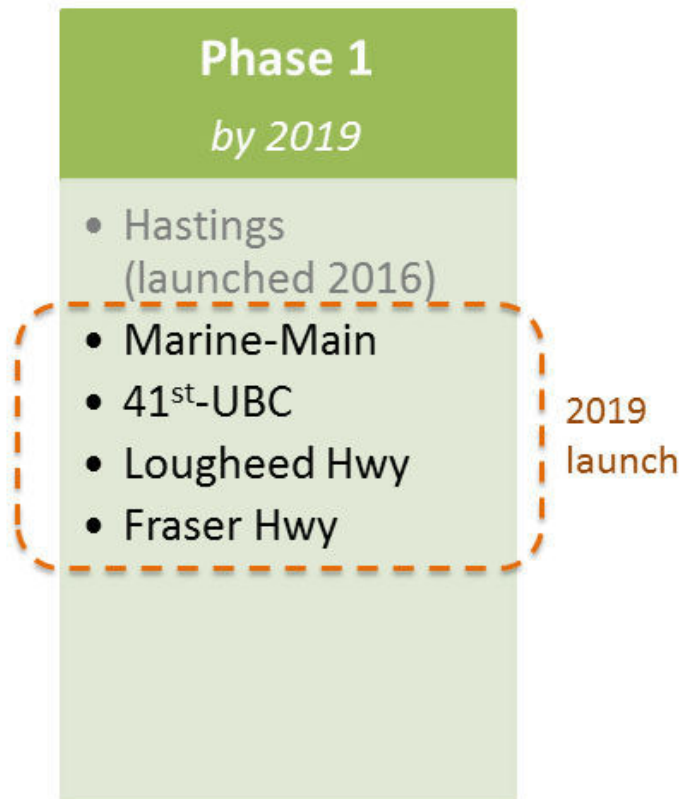 Phase 1
by 2019
• Hastings
(launched 2016)
• Marine-Main
• 41st-UBC
• Lougheed Hwy
• Fraser Hwy
2019
launch